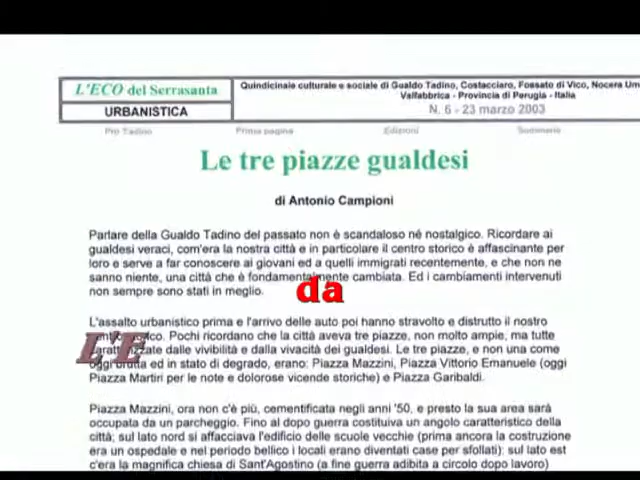 L'ECO del Serrasanta
URBANISTICA
Quindicinale culturale e sociale di Gualdo Tadino, Costacciaro, Fossato di Vico, Nocera Um
Valfabbrica - Provincia di Perugia - Italia
N. 6 - 23 marzo 2003
Pro Tadino Prima pagina Edizioni Sommario
Le tre piazze gualdesi
di Antonio Campioni
Parlare della Gualdo Tadino del passato non è scandaloso né nostalgico. Ricordare ai
gualdesi veraci, com'era la nostra città e in particolare il centro storico è affascinante per
loro e serve a far conoscere ai giovani ed a quelli immigrati recentemente, e che non ne
sanno niente, una città che è fondamentalmente cambiata. Ed i cambiamenti intervenuti
non sempre sono stati in meglio.
da
L'assalto urbanistico prima e l'arrivo delle auto poi hanno stravolto e distrutto il nostro
Pochi ricordano che la città aveva tre piazze, non molto ampie, ma tutte
L'E
dalle vivibilità e dalla vivacità dei gualdesi. Le tre piazze, e non una come
oggi brutta ed in stato di degrado, erano: Piazza Mazzini, Piazza Vittorio Emanuele (oggi
Piazza Martiri per le note e dolorose vicende storiche) e Piazza Garibaldi.
Piazza Mazzini, ora non c'è più, cementificata negli anni '50, e presto la sua area sarà
occupata da un parcheggio. Fino al dopo guerra costituiva un angolo caratteristico della
città; sul lato nord si affacciava l'edificio delle scuole vecchie (prima ancora la costruzione
era un ospedale e nel periodo bellico i locali erano diventati case per sfollati); sul lato est
c'era la magnifica chiesa di Sant'Agostino (a fine guerra adibita a circolo dopo lavoro)